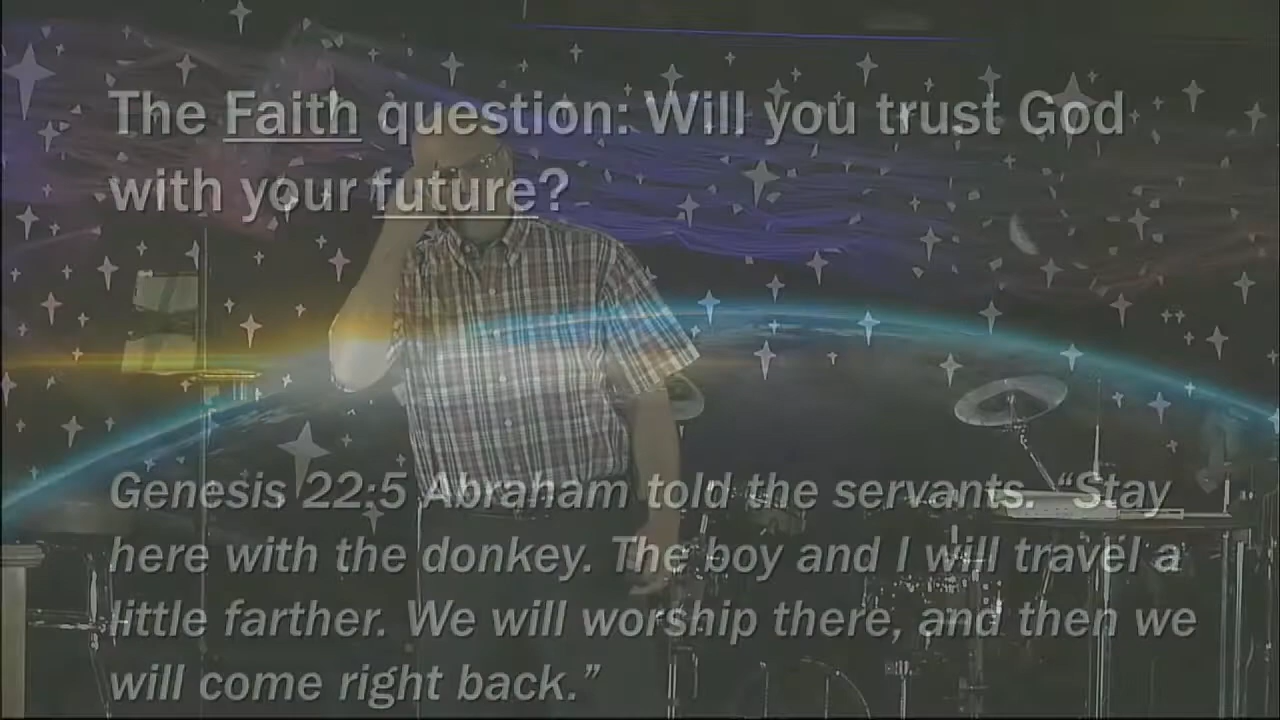 The Faith question: Will you trust God
with your future?
Genesis 22:5 Abraham told the servants. “Stay
here with the donkey. The boy and I will travel a
little farther. We will worship there, and then we
will come right back.”